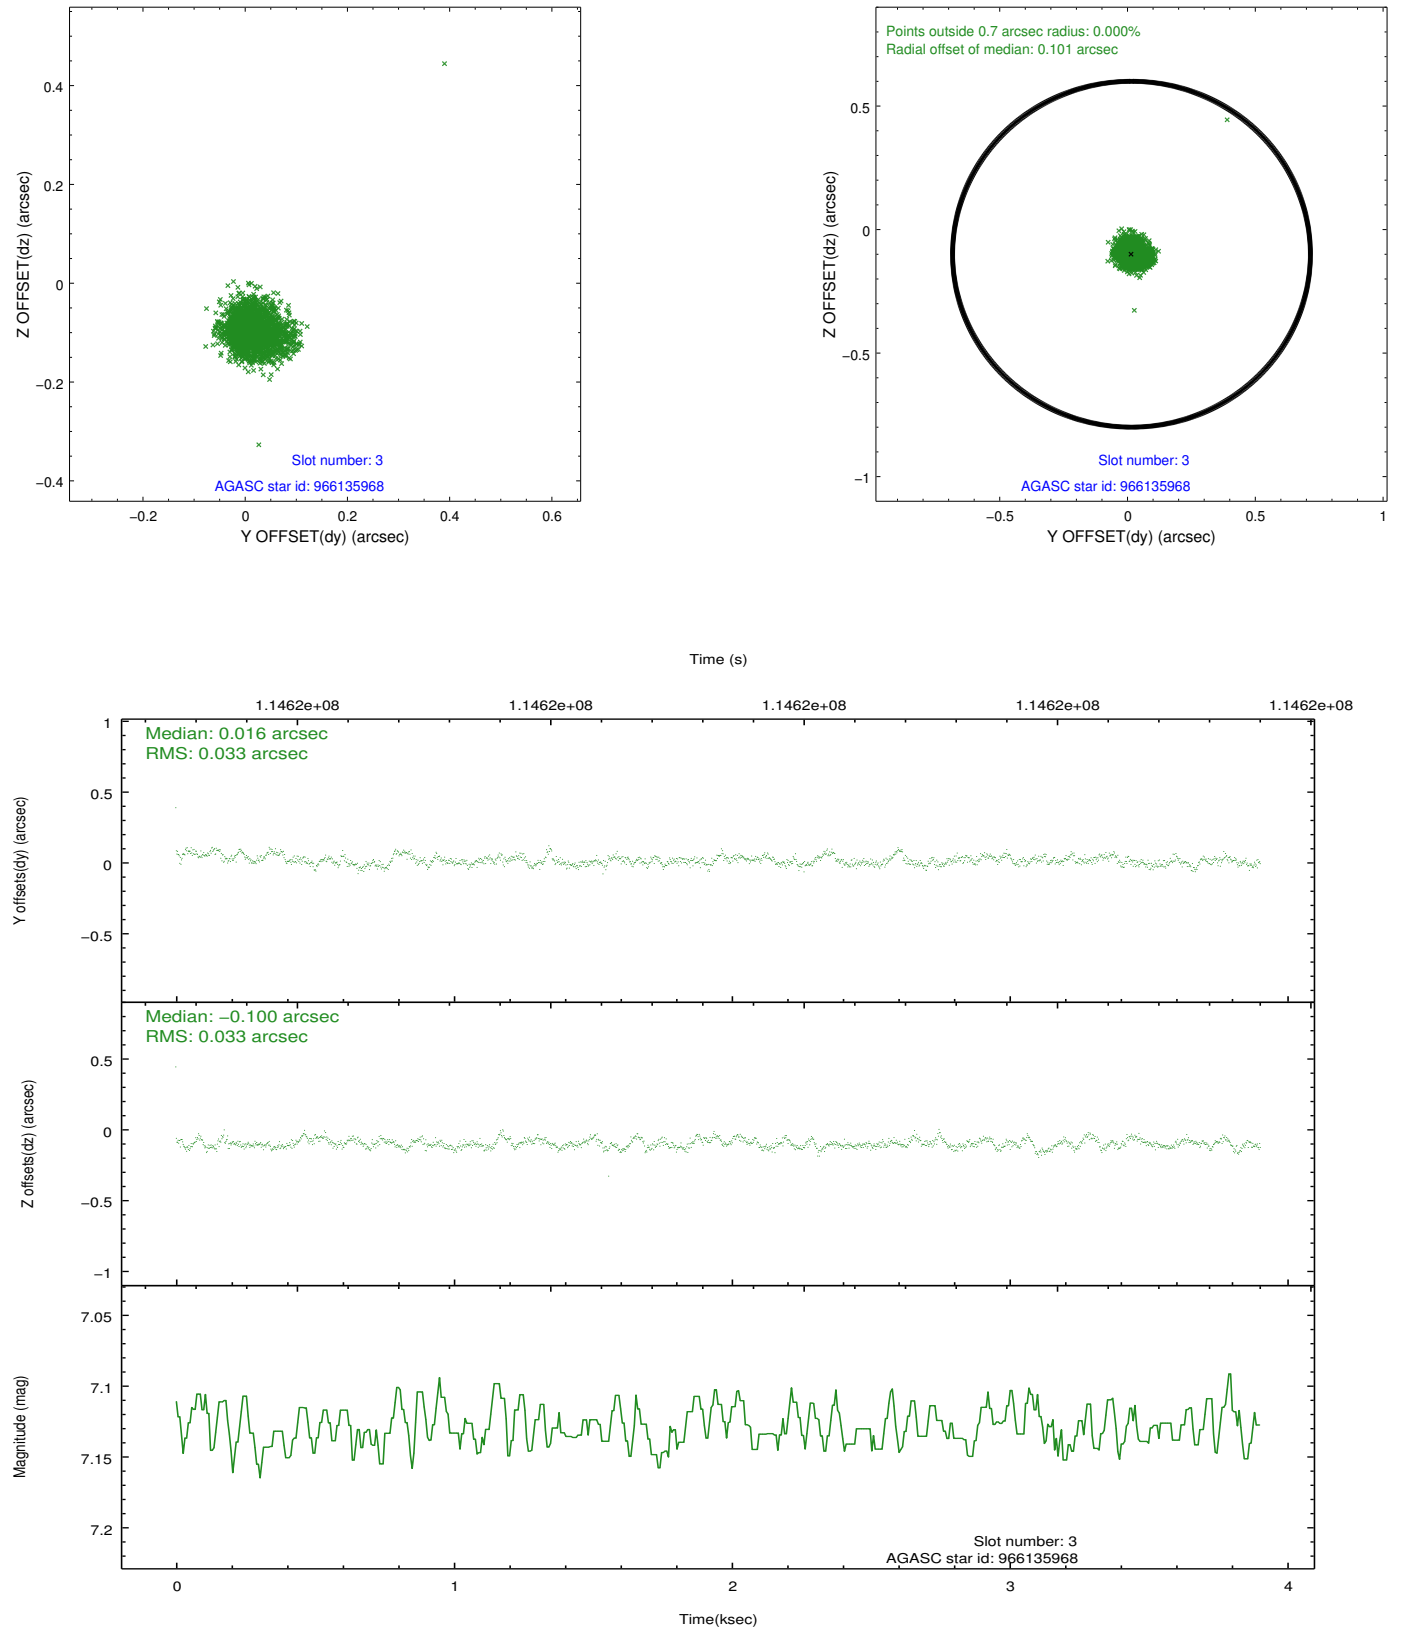 Z OFFSET(dz) (arcsec)
0.4
0.2
0
−0.2
−0.4
Slot number: 3
AGASC star id: 966135968
−0.2 0 0.2 0.4 0.6
Y OFFSET(dy) (arcsec)
Points outside 0.7 arcsec radius: 0.000%
Radial offset of median: 0.101 arcsec
Z OFFSET(dz) (arcsec)
0.5
0
−0.5
−1
Slot number: 3
AGASC star id: 966135968
−0.5 0 0.5 1
Y OFFSET(dy) (arcsec)
Time (s)
1.1462e+08 1.1462e+08 1.1462e+08 1.1462e+08 1.1462e+08
Y offsets(dy) (arcsec)
1
0.5
0
−0.5
Median: 0.016 arcsec
RMS: 0.033 arcsec
Z offsets(dz) (arcsec)
0.5
0
−0.5
−1
Median: −0.100 arcsec
RMS: 0.033 arcsec
Magnitude (mag)
7.05
7.1
7.15
7.2
Slot number: 3
AGASC star id: 966135968
0 1 2 3 4
Time(ksec)